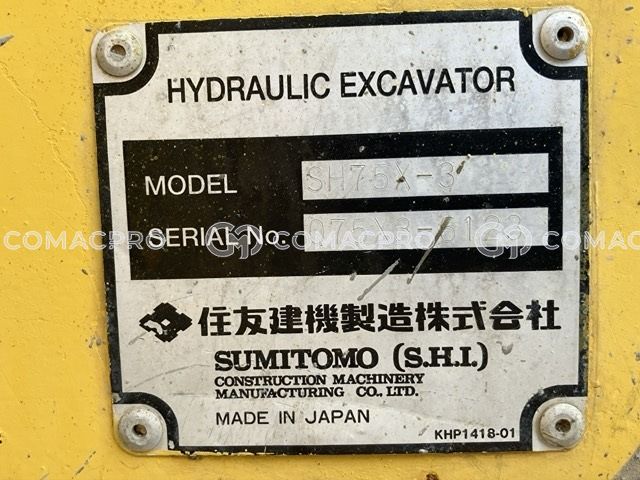 HYDRAULIC EXCAVATOR
MODEL SH75X-3
SERIAL No.
COMACPRO COMACPRO
住友建機製造株式会社
SUMITOMO (S.H.I.)
CONSTRUCTION MACHINERY
MANUFACTURING CO., LTD.
MADE IN JAPAN
KHP1418-01